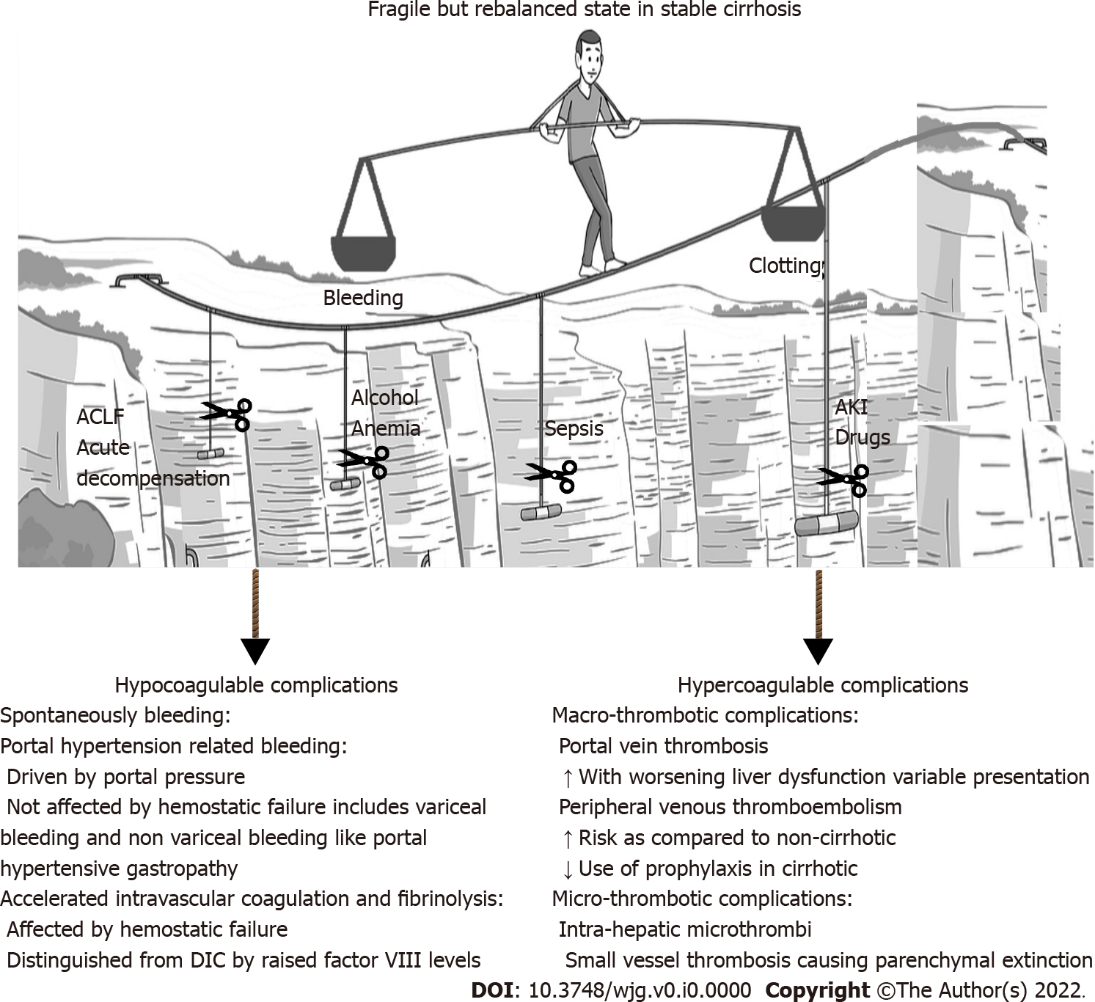 Fragile but rebalanced state in stable cirrhosis
Bleeding
Clotting
ACLF
Acute
decompensation
Alcohol
Anemia
Sepsis
AKI
Drugs
Hypocoagulable complications
Spontaneously bleeding:
Portal hypertension related bleeding:
Driven by portal pressure
Not affected by hemostatic failure includes variceal
bleeding and non variceal bleeding like portal
hypertensive gastropathy
Accelerated intravascular coagulation and fibrinolysis:
Affected by hemostatic failure
Distinguished from DIC by raised factor VIII levels
Hypercoagulable complications
Macro-thrombotic complications:
Portal vein thrombosis
↑ With worsening liver dysfunction variable presentation
Peripheral venous thromboembolism
↑ Risk as compared to non-cirrhotic
↓ Use of prophylaxis in cirrhotic
Micro-thrombotic complications:
Intra-hepatic microthrombi
Small vessel thrombosis causing parenchymal extinction
DOI: 10.3748/wjg.v0.i0.0000 Copyright ©The Author(s) 2022.